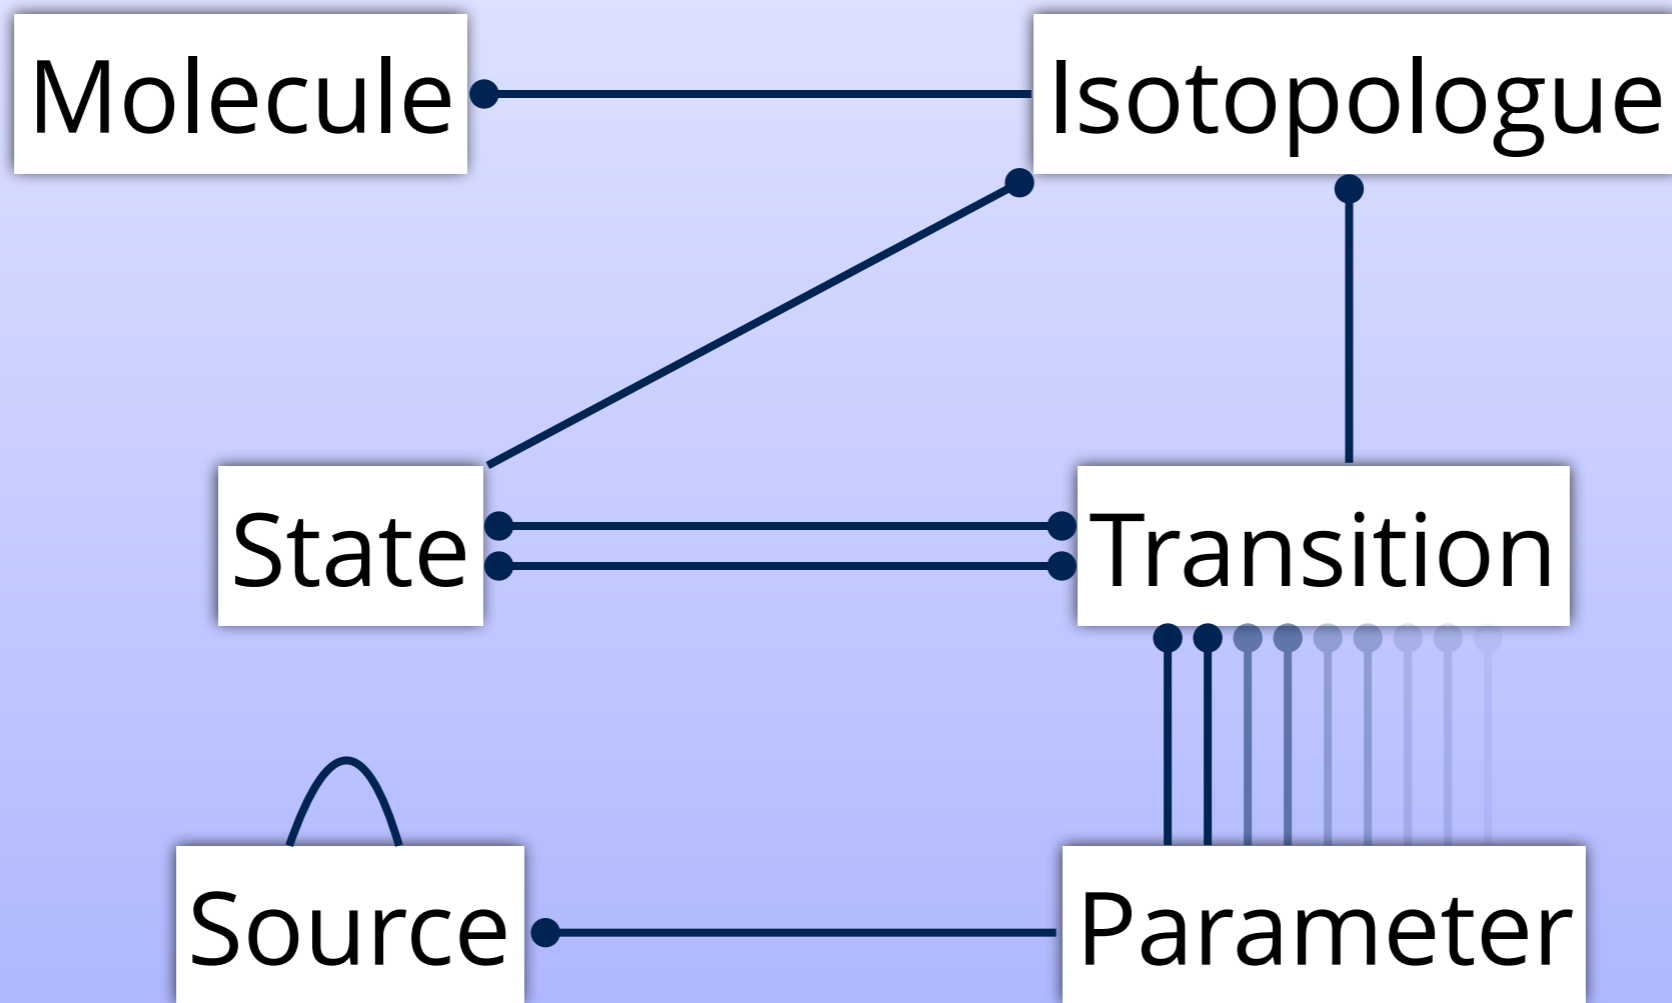 Molecule
Isotopologue
State
Transition
Source
Parameter